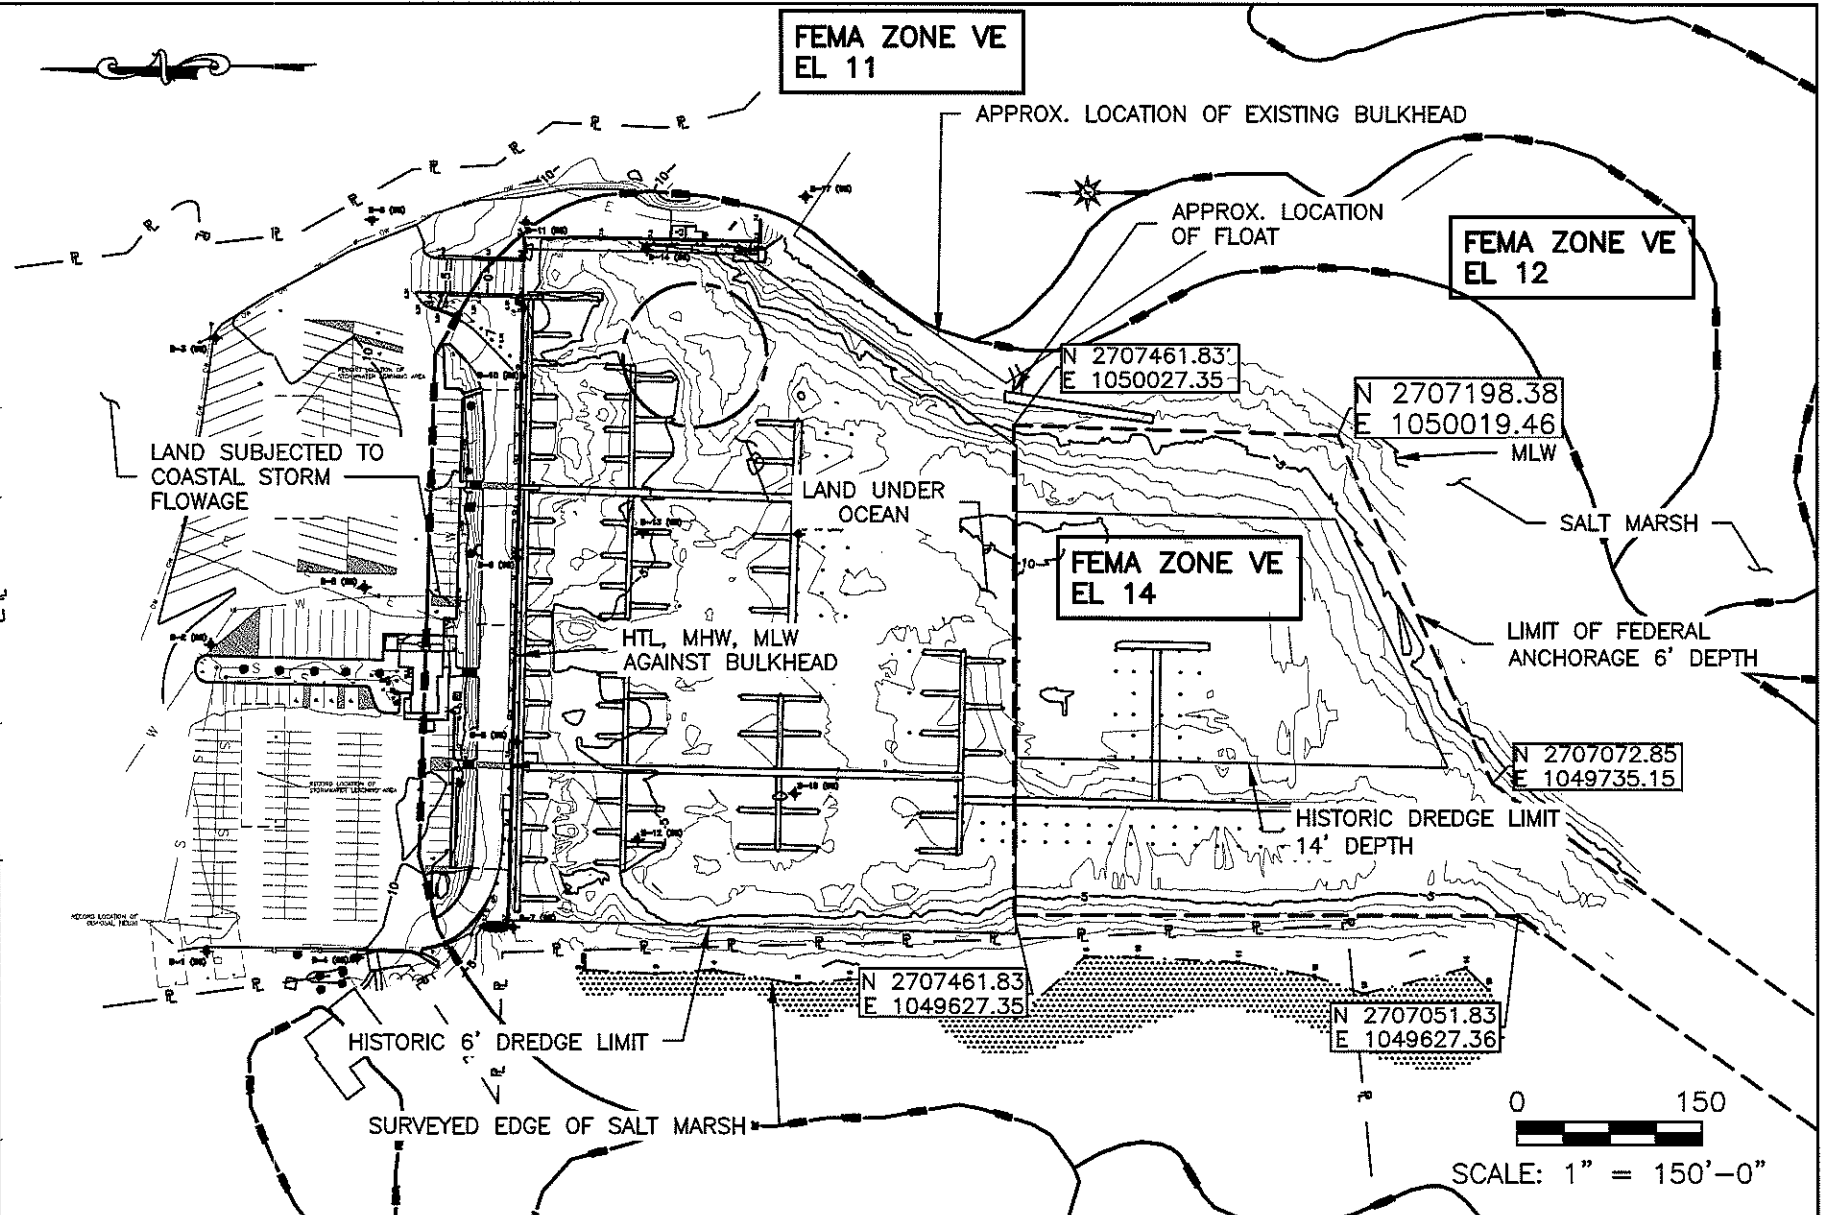 FEMA ZONE VE
EL 11
APPROX. LOCATION OF EXISTING BULKHEAD
APPROX. LOCATION
OF FLOAT
FEMA ZONE VE
EL 12
N 2707461.83'
E 1050027.35
N 2707198.38
E 1050019.46
MLW
LAND SUBJECTED TO
COASTAL STORM
FLOWAGE
LAND UNDER
OCEAN
SALT MARSH
FEMA ZONE VE
EL 14
HTL, MHW, MLW
AGAINST BULKHEAD
LIMIT OF FEDERAL
ANCHORAGE 6' DEPTH
N 2707072.85
E 1049735.15
HISTORIC DREDGE LIMIT
14' DEPTH
N 2707461.83
E 1049627.35
N 2707051.83
E 1049627.36
HISTORIC 6' DREDGE LIMIT
SURVEYED EDGE OF SALT MARSH
0 150
SCALE: 1" = 150'-0"